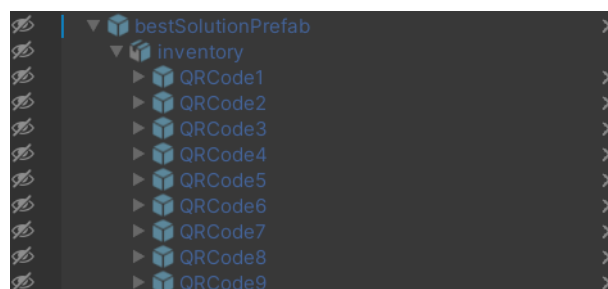 bestSolutionPrefab
inventory
QRCode1
QRCode2
QRCode3
QRCode4
QRCode5
QRCode6
QRCode7
QRCode8
QRCode9